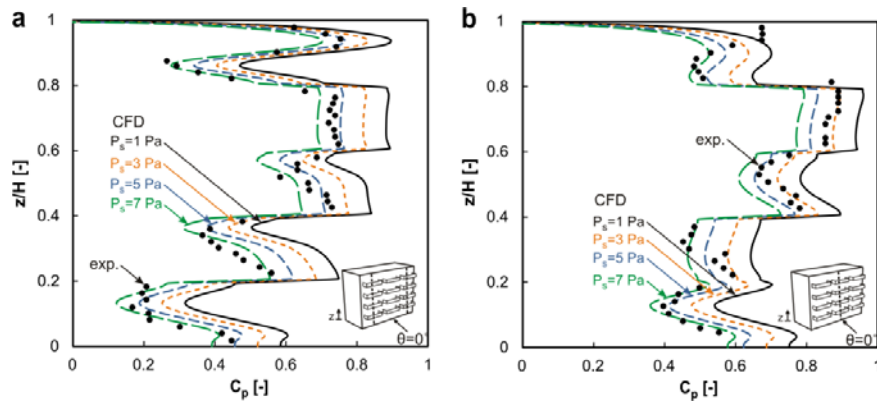 a
1
0.8
0.6
0.4
0.2
0
z/H [-]
CFD
Ps=1 Pa
Ps=3 Pa
Ps=5 Pa
Ps=7 Pa
exp.
z
θ=0°
0
0.2
0.4
0.6
0.8
1
Cp [-]
b
1
0.8
0.6
0.4
0.2
0
z/H [-]
exp.
CFD
Ps=1 Pa
Ps=3 Pa
Ps=5 Pa
Ps=7 Pa
z
θ=0°
0
0.2
0.4
0.6
0.8
1
Cp [-]